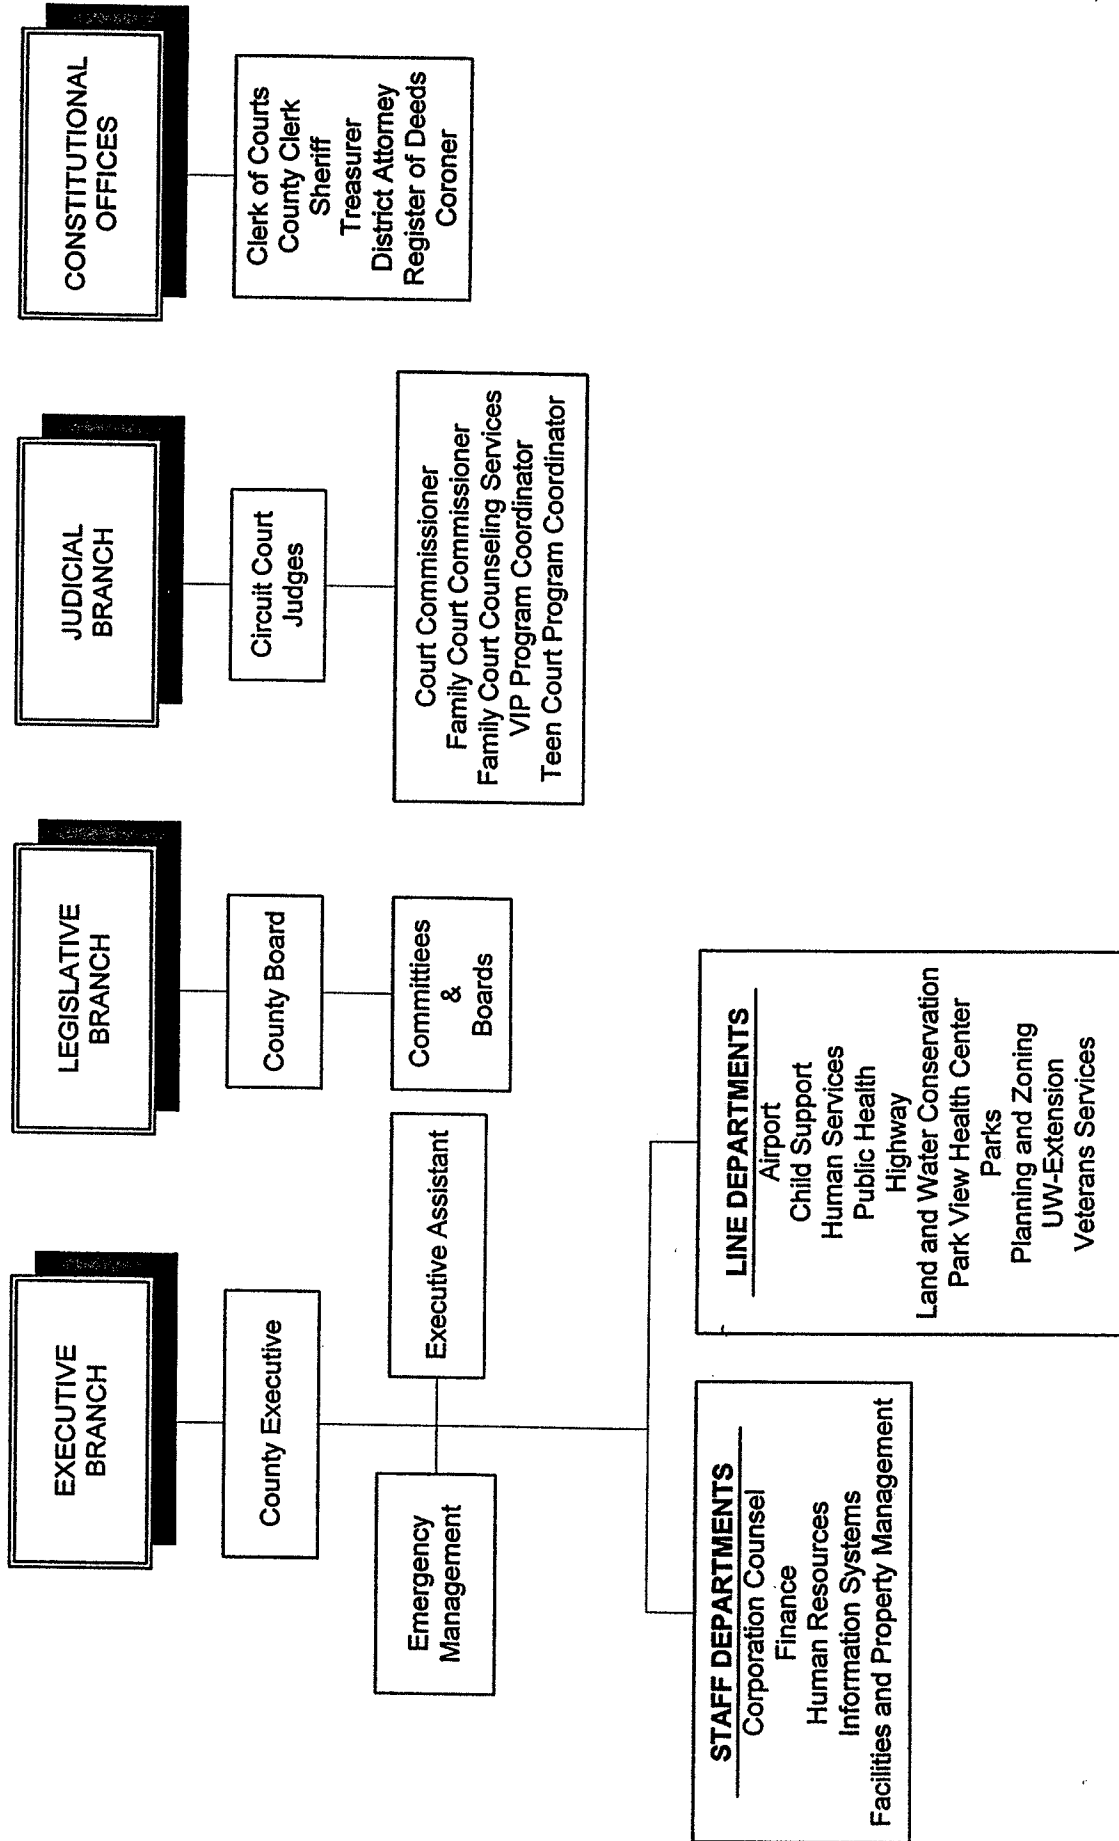 EXECUTIVE
BRANCH
County Executive
Emergency
Management
Executive Assistant
STAFF DEPARTMENTS
Corporation Counsel
Finance
Human Resources
Information Systems
Facilities and Property Management
LINE DEPARTMENTS
Airport
Child Support
Human Services
Public Health
Highway
Land and Water Conservation
Park View Health Center
Parks
Planning and Zoning
UW-Extension
Veterans Services
LEGISLATIVE
BRANCH
County Board
Committiees
&
Boards
JUDICIAL
BRANCH
Circuit Court
Judges
Court Commissioner
Family Court Commissioner
Family Court Counseling Services
VIP Program Coordinator
Teen Court Program Coordinator
CONSTITUTIONAL
OFFICES
Clerk of Courts
County Clerk
Sheriff
Treasurer
District Attorney
Register of Deeds
Coroner